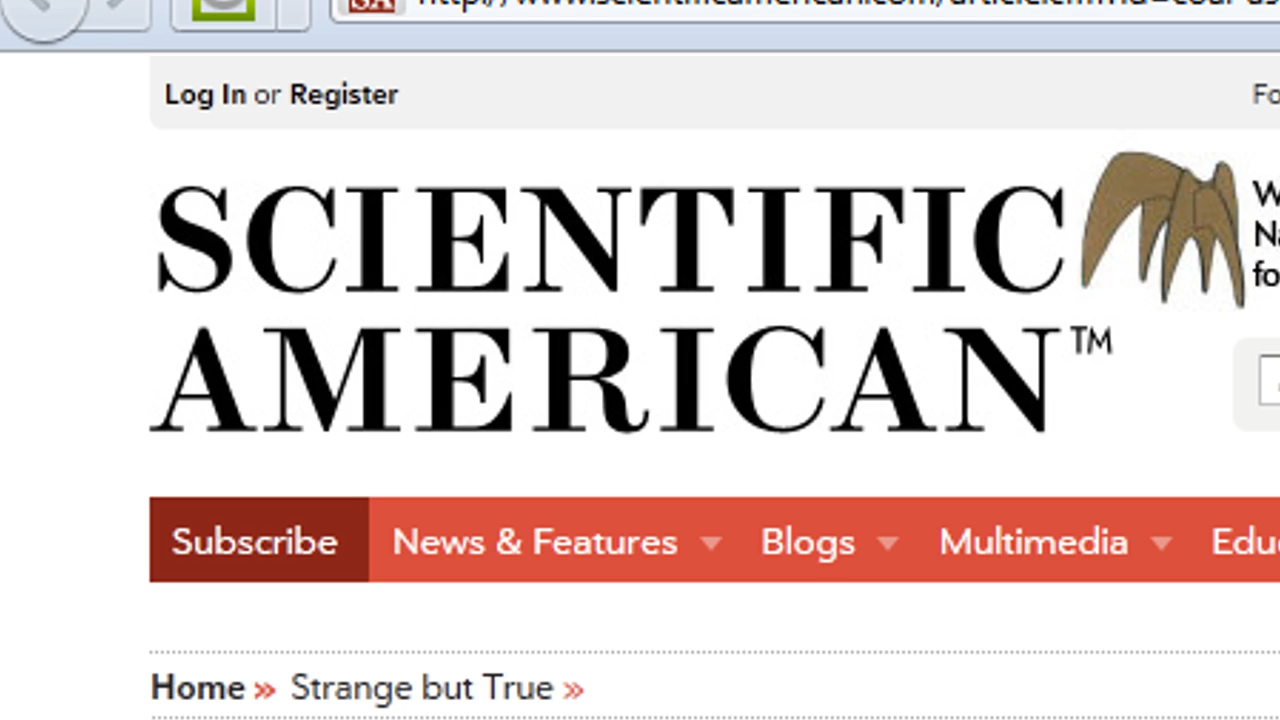 Log In or Register
SCIENTIFIC
AMERICAN™
Subscribe News & Features Blogs Multimedia
Home » Strange but True »